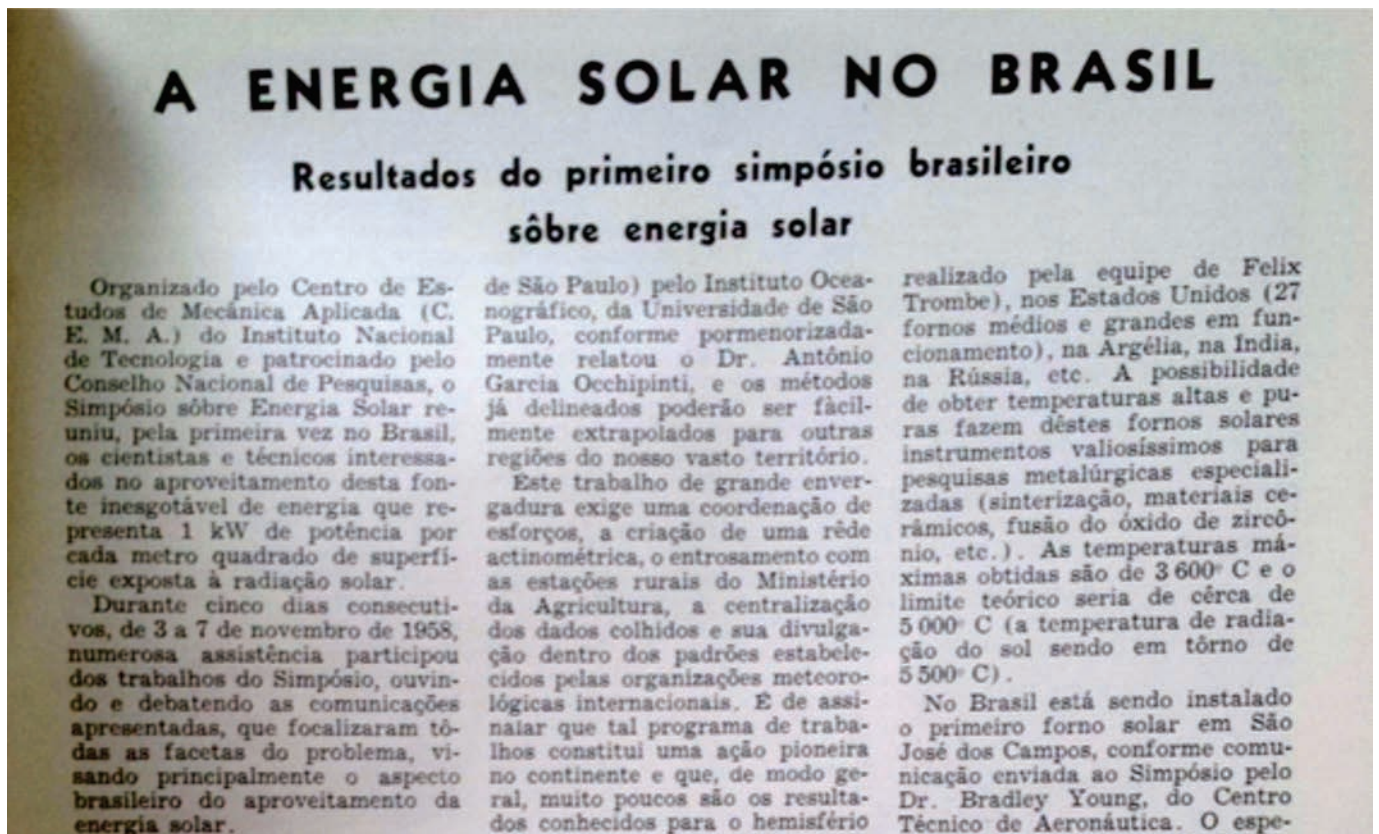 A ENERGIA SOLAR NO BRASIL
Resultados do primeiro simpósio brasileiro
sôbre energia solar
Organizado pelo Centro de Es-
tudos de Mecânica Aplicada (C.
E. M. A.) do Instituto Nacional
de Tecnologia e patrocinado pelo
Conselho Nacional de Pesquisas, o
Simpósio sôbre Energia Solar re-
uniu, pela primeira vez no Brasil,
os cientistas e técnicos interessa-
dos no aproveitamento desta fon-
te inesgotável de energia que re-
presenta 1 kW de potência por
cada metro quadrado de superfí-
cie exposta à radiação solar.
Durante cinco dias consecuti-
vos, de 3 a 7 de novembro de 1958,
numerosa assistência participou
dos trabalhos do Simpósio, ouvin-
do e debatendo as comunicações
apresentadas, que focalizaram tô-
das as facetas do problema, vi-
sando principalmente o aspecto
brasileiro do aproveitamento da
energia solar.
de São Paulo) pelo Instituto Ocea-
nográfico, da Universidade de São
Paulo, conforme pormenorizada-
mente relatou o Dr. Antônio
Garcia Occhipinti, e os métodos
já delineados poderão ser fàcil-
mente extrapolados para outras
regiões do nosso vasto território.
Este trabalho de grande enver-
gadura exige uma coordenação de
esforços, a criação de uma rêde
actinométrica, o entrosamento com
as estações rurais do Ministério
da Agricultura, a centralização
dos dados colhidos e sua divulga-
ção dentro dos padrões estabele-
cidos pelas organizações meteoro-
lógicas internacionais. É de assi-
nalar que tal programa de traba-
lhos constitui uma ação pioneira
no continente e que, de modo ge-
ral, muito poucos são os resulta-
dos conhecidos para o hemisfério
realizado pela equipe de Felix
Trombe), nos Estados Unidos (27
fornos médios e grandes em fun-
cionamento), na Argélia, na Índia,
na Rússia, etc. A possibilidade
de obter temperaturas altas e pu-
ras fazem dêstes fornos solares
instrumentos valiosíssimos para
pesquisas metalúrgicas especiali-
zadas (sinterização, materiais ce-
râmicos, fusão do óxido de zircô-
nio, etc.). As temperaturas má-
ximas obtidas são de 3 600° C e o
limite teórico seria de cêrca de
5 000° C (a temperatura de radia-
ção do sol sendo em tôrno de
5 500° C).
No Brasil está sendo instalado
o primeiro forno solar em São
José dos Campos, conforme comu-
nicação enviada ao Simpósio pelo
Dr. Bradley Young, do Centro
Técnico de Aeronáutica. O espe-